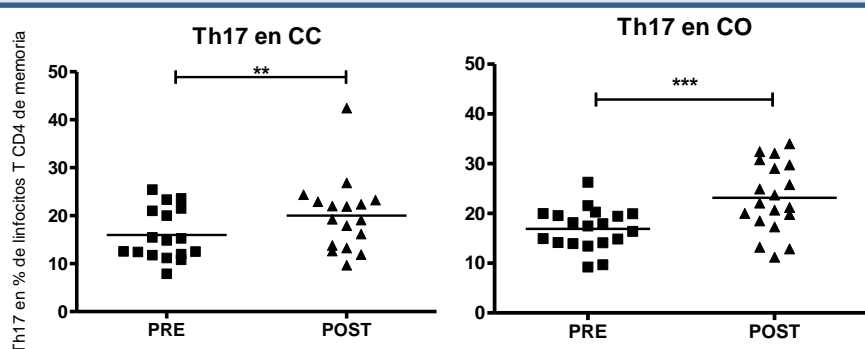 Th17 en CC
Th17 en % de linfocitos T CD4 de memoria
50
40
30
20
10
0
**
PRE
POST
Th17 en CO
50
40
30
20
10
0
***
PRE
POST